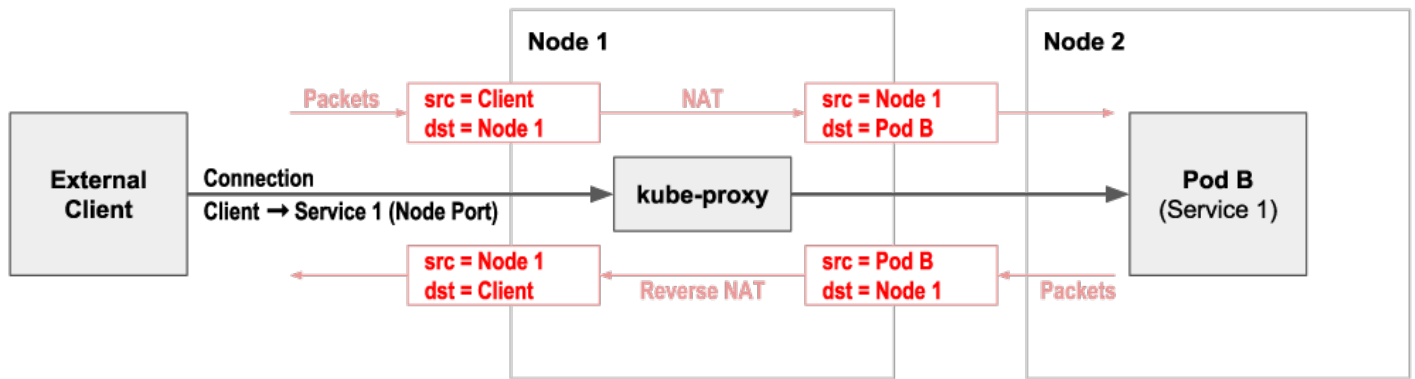 Node 1
Node 2
Packets
src = Client
dst = Node 1
NAT
src = Node 1
dst = Pod B
External
Client
Connection
Client → Service 1 (Node Port)
kube-proxy
Pod B
(Service 1)
src = Node 1
dst = Client
Reverse NAT
src = Pod B
dst = Node 1
Packets